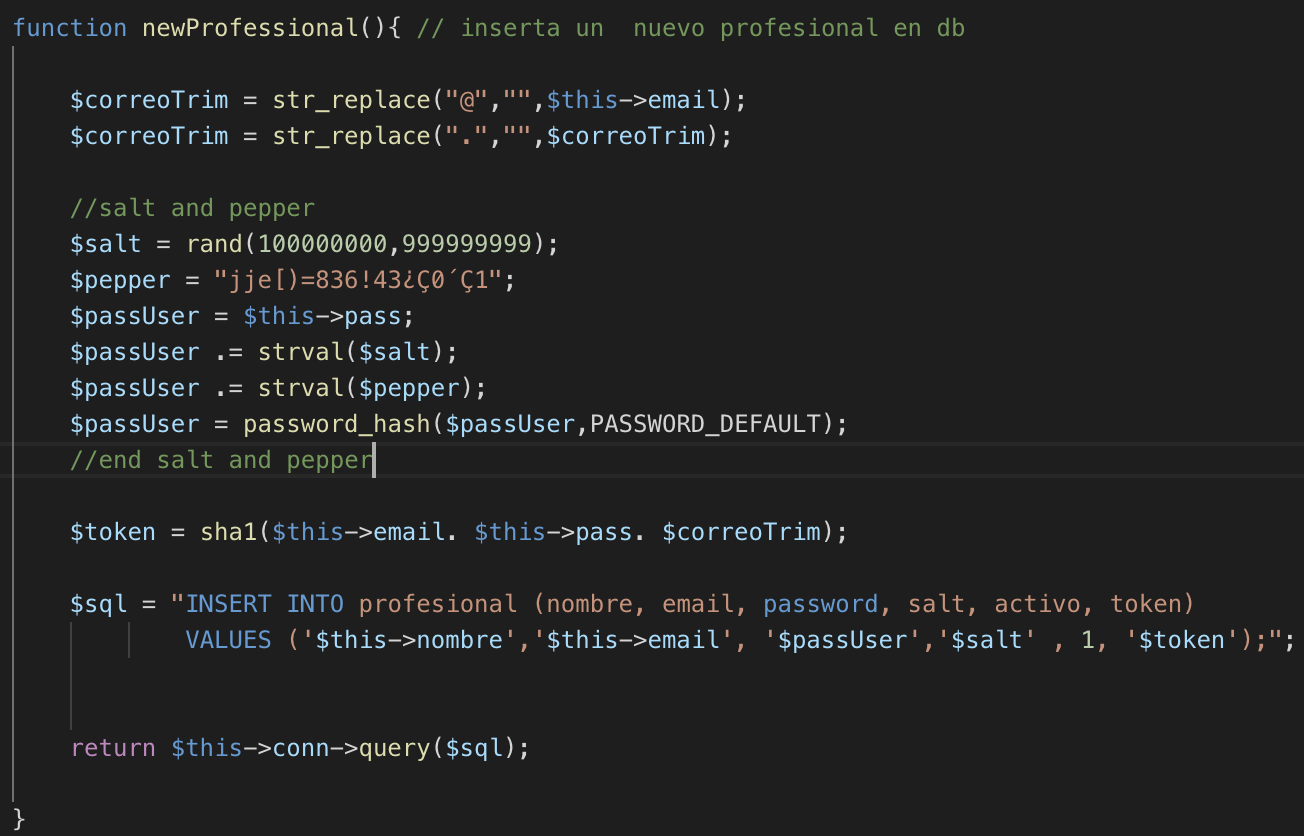 function newProfessional(){ // inserta un  nuevo profesional en db
$correoTrim = str_replace("@","",$this->email);
$correoTrim = str_replace(".","",$correoTrim);
//salt and pepper
$salt = rand(100000000,999999999);
$pepper = "jje[)=836!43¿Ç0´Ç1";
$passUser = $this->pass;
$passUser .= strval($salt);
$passUser .= strval($pepper);
$passUser = password_hash($passUser,PASSWORD_DEFAULT);
//end salt and pepper
$token = sha1($this->email. $this->pass. $correoTrim);
$sql = "INSERT INTO profesional (nombre, email, password, salt, activo, token)
VALUES ('$this->nombre','$this->email', '$passUser','$salt' , 1, '$token');";
return $this->conn->query($sql);
}